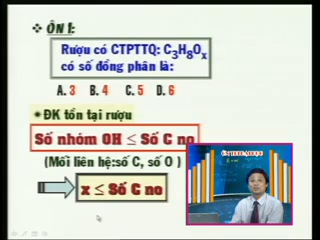 ❖ ÔN 1:
Rượu có CTPTTQ: C₃H₈Oₓ
có số đồng phân là:
A. 3 B. 4 C. 5 D. 6
*ĐK tồn tại rượu
Số nhóm OH ≤ Số C no
(Mối liên hệ:số C, số O )
x ≤ Số C no